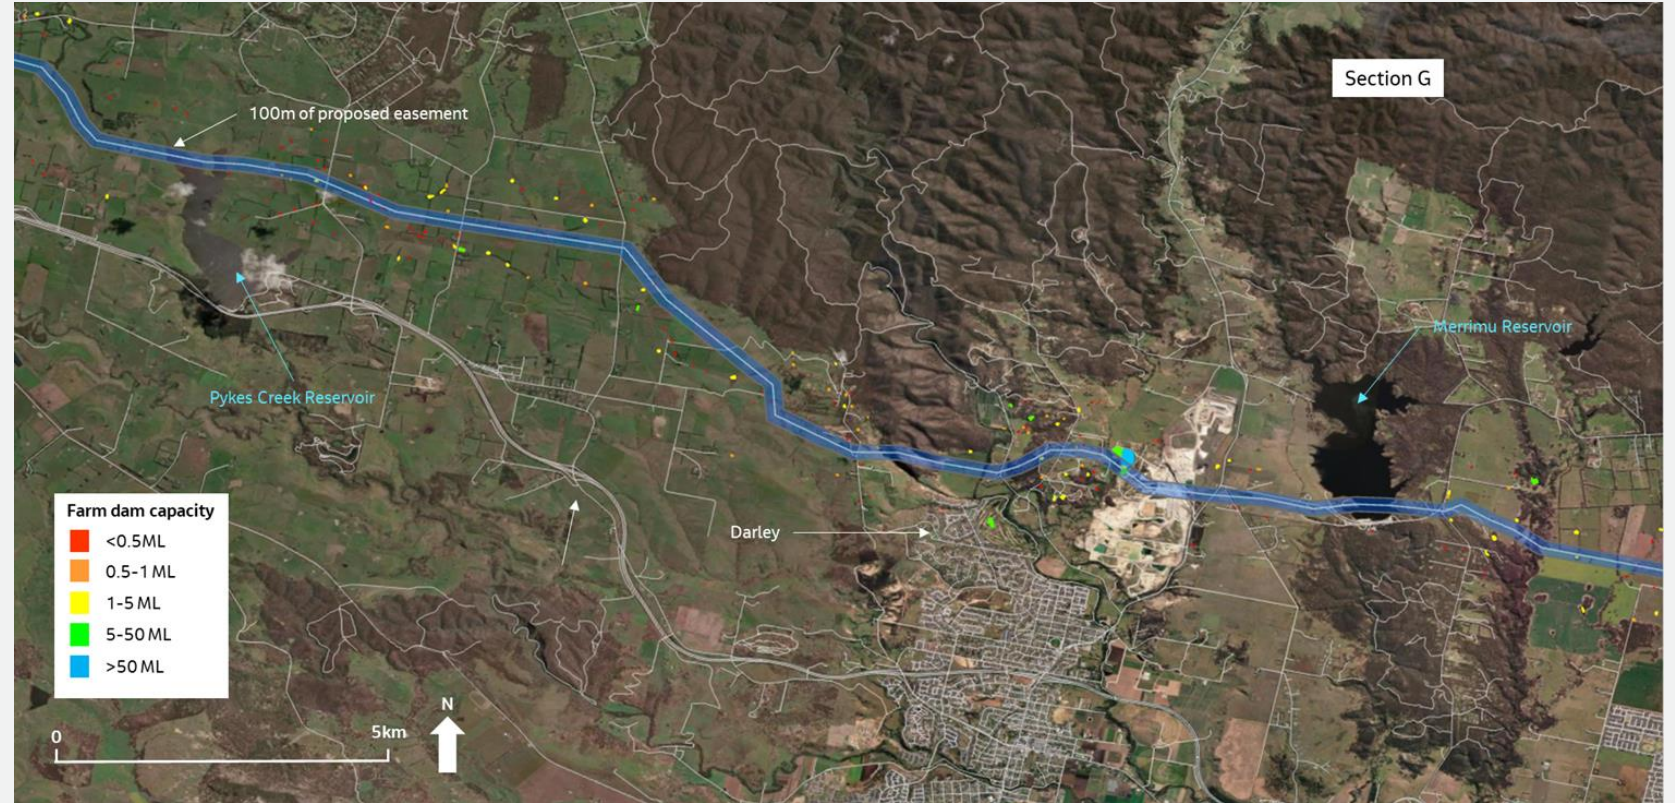 Section G
100m of proposed easement
Merrimu Reservoir
Pykes Creek Reservoir
Darley
Farm dam capacity
<0.5ML
0.5-1 ML
1-5 ML
5-50 ML
>50 ML
N
0
5km